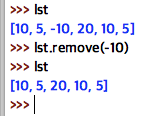 >>> lst
[10, 5, -10, 20, 10, 5]
>>> lst.remove(-10)
>>> lst
[10, 5, 20, 10, 5]
>>>